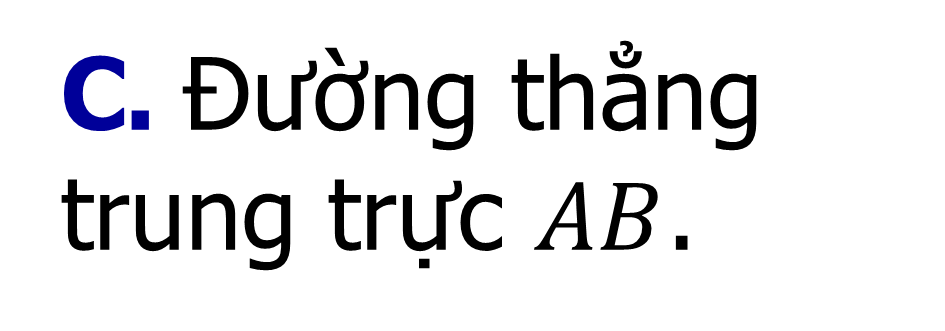 C. Đường thẳng
trung trực AB.